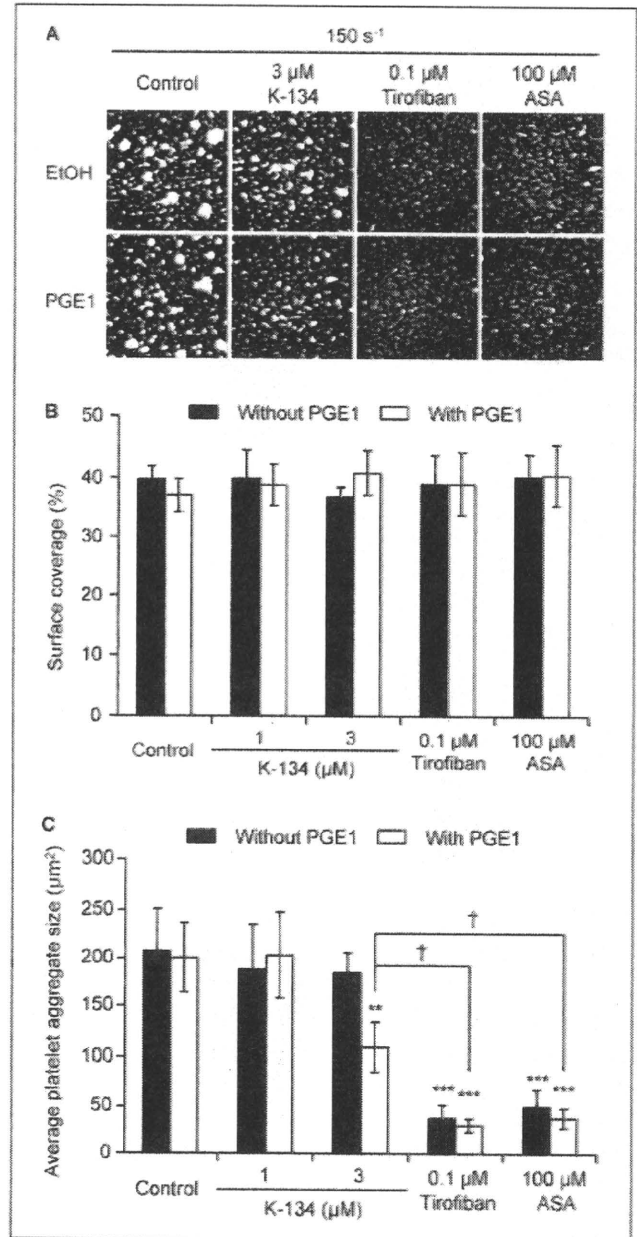 A
150 s-1
Control
3 µM
K-134
0.1 µM
Tirofiban
100 µM
ASA
EtOH
PGE1
B
Without PGE1 With PGE1
Surface coverage (%)
50
40
30
20
10
0
Control
1 3
K-134 (µM)
0.1 µM
Tirofiban
100 µM
ASA
C
Without PGE1 With PGE1
Average platelet aggregate size (µm²)
300
250
200
150
100
50
0
†
†
**
*** ***
*** ***
Control
1 3
K-134 (µM)
0.1 µM
Tirofiban
100 µM
ASA